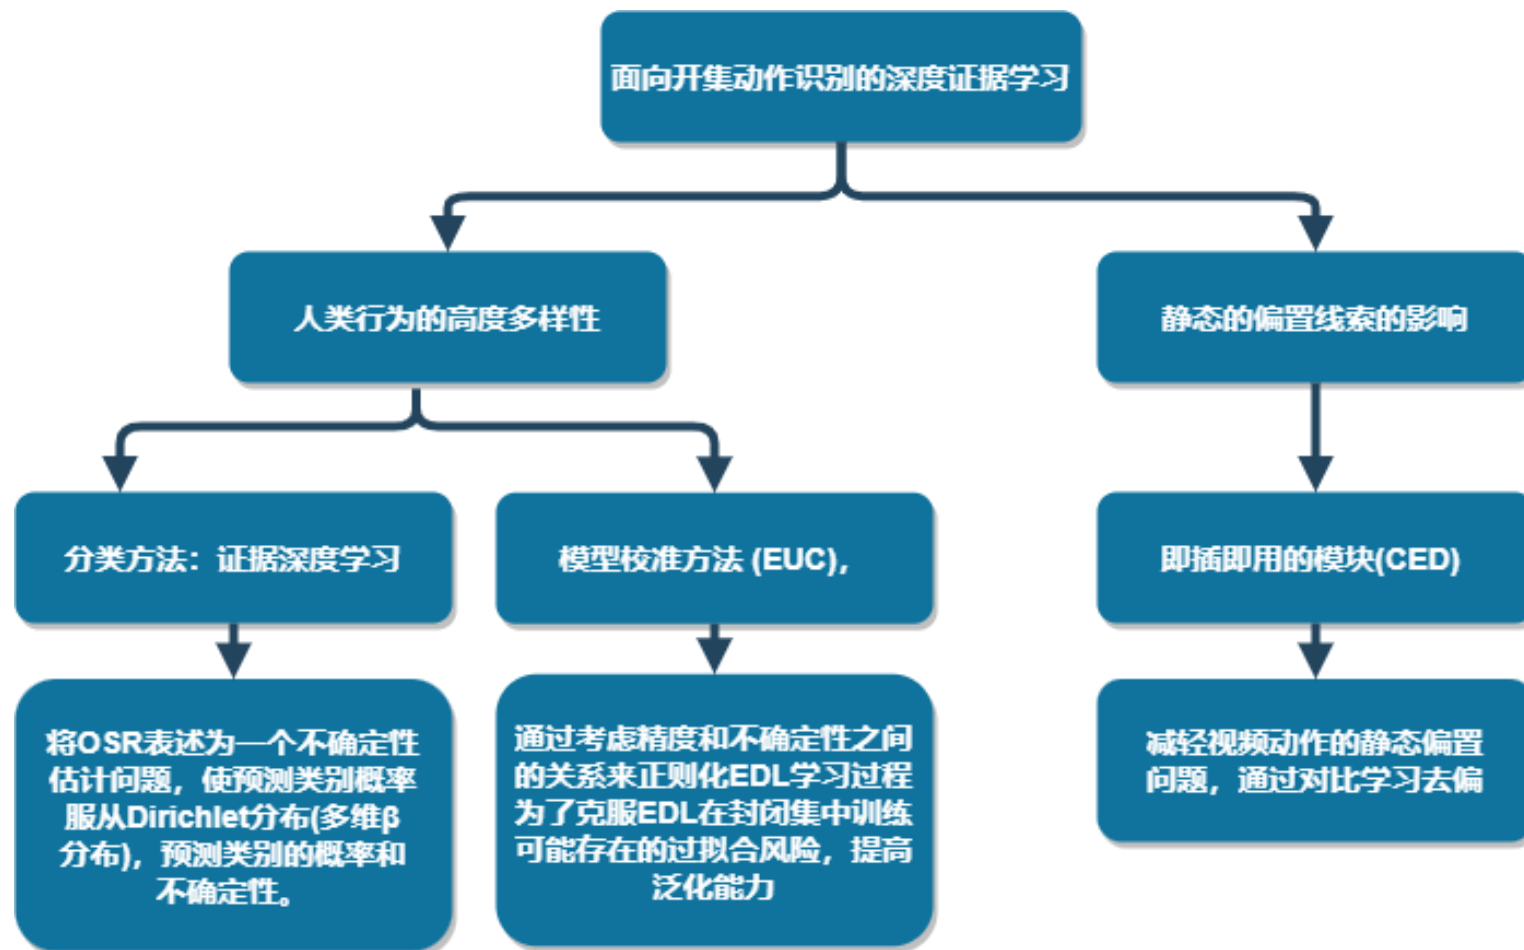 面向开集动作识别的深度证据学习
人类行为的高度多样性
静态的偏置线索的影响
分类方法：证据深度学习
模型校准方法 (EUC),
即插即用的模块(CED)
将OSR表述为一个不确定性
估计问题，使预测类别概率
服从Dirichlet分布(多维β
分布)，预测类别的概率和
不确定性。
通过考虑精度和不确定性之间
的关系来正则化EDL学习过程
为了克服EDL在封闭集中训练
可能存在的过拟合风险，提高
泛化能力
减轻视频动作的静态偏置
问题，通过对比学习去偏